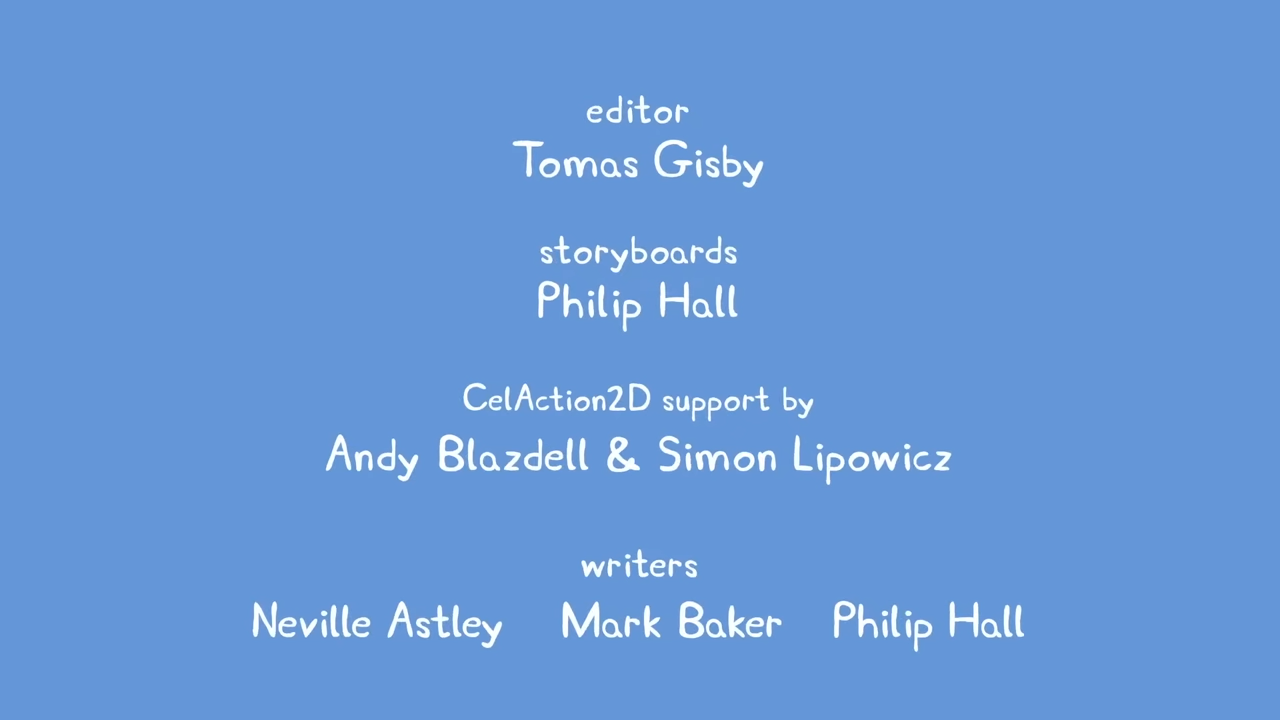 editor
Tomas Gisby
storyboards
Philip Hall
CelAction2D support by
Andy Blazdell & Simon Lipowicz
writers
Neville Astley Mark Baker Philip Hall